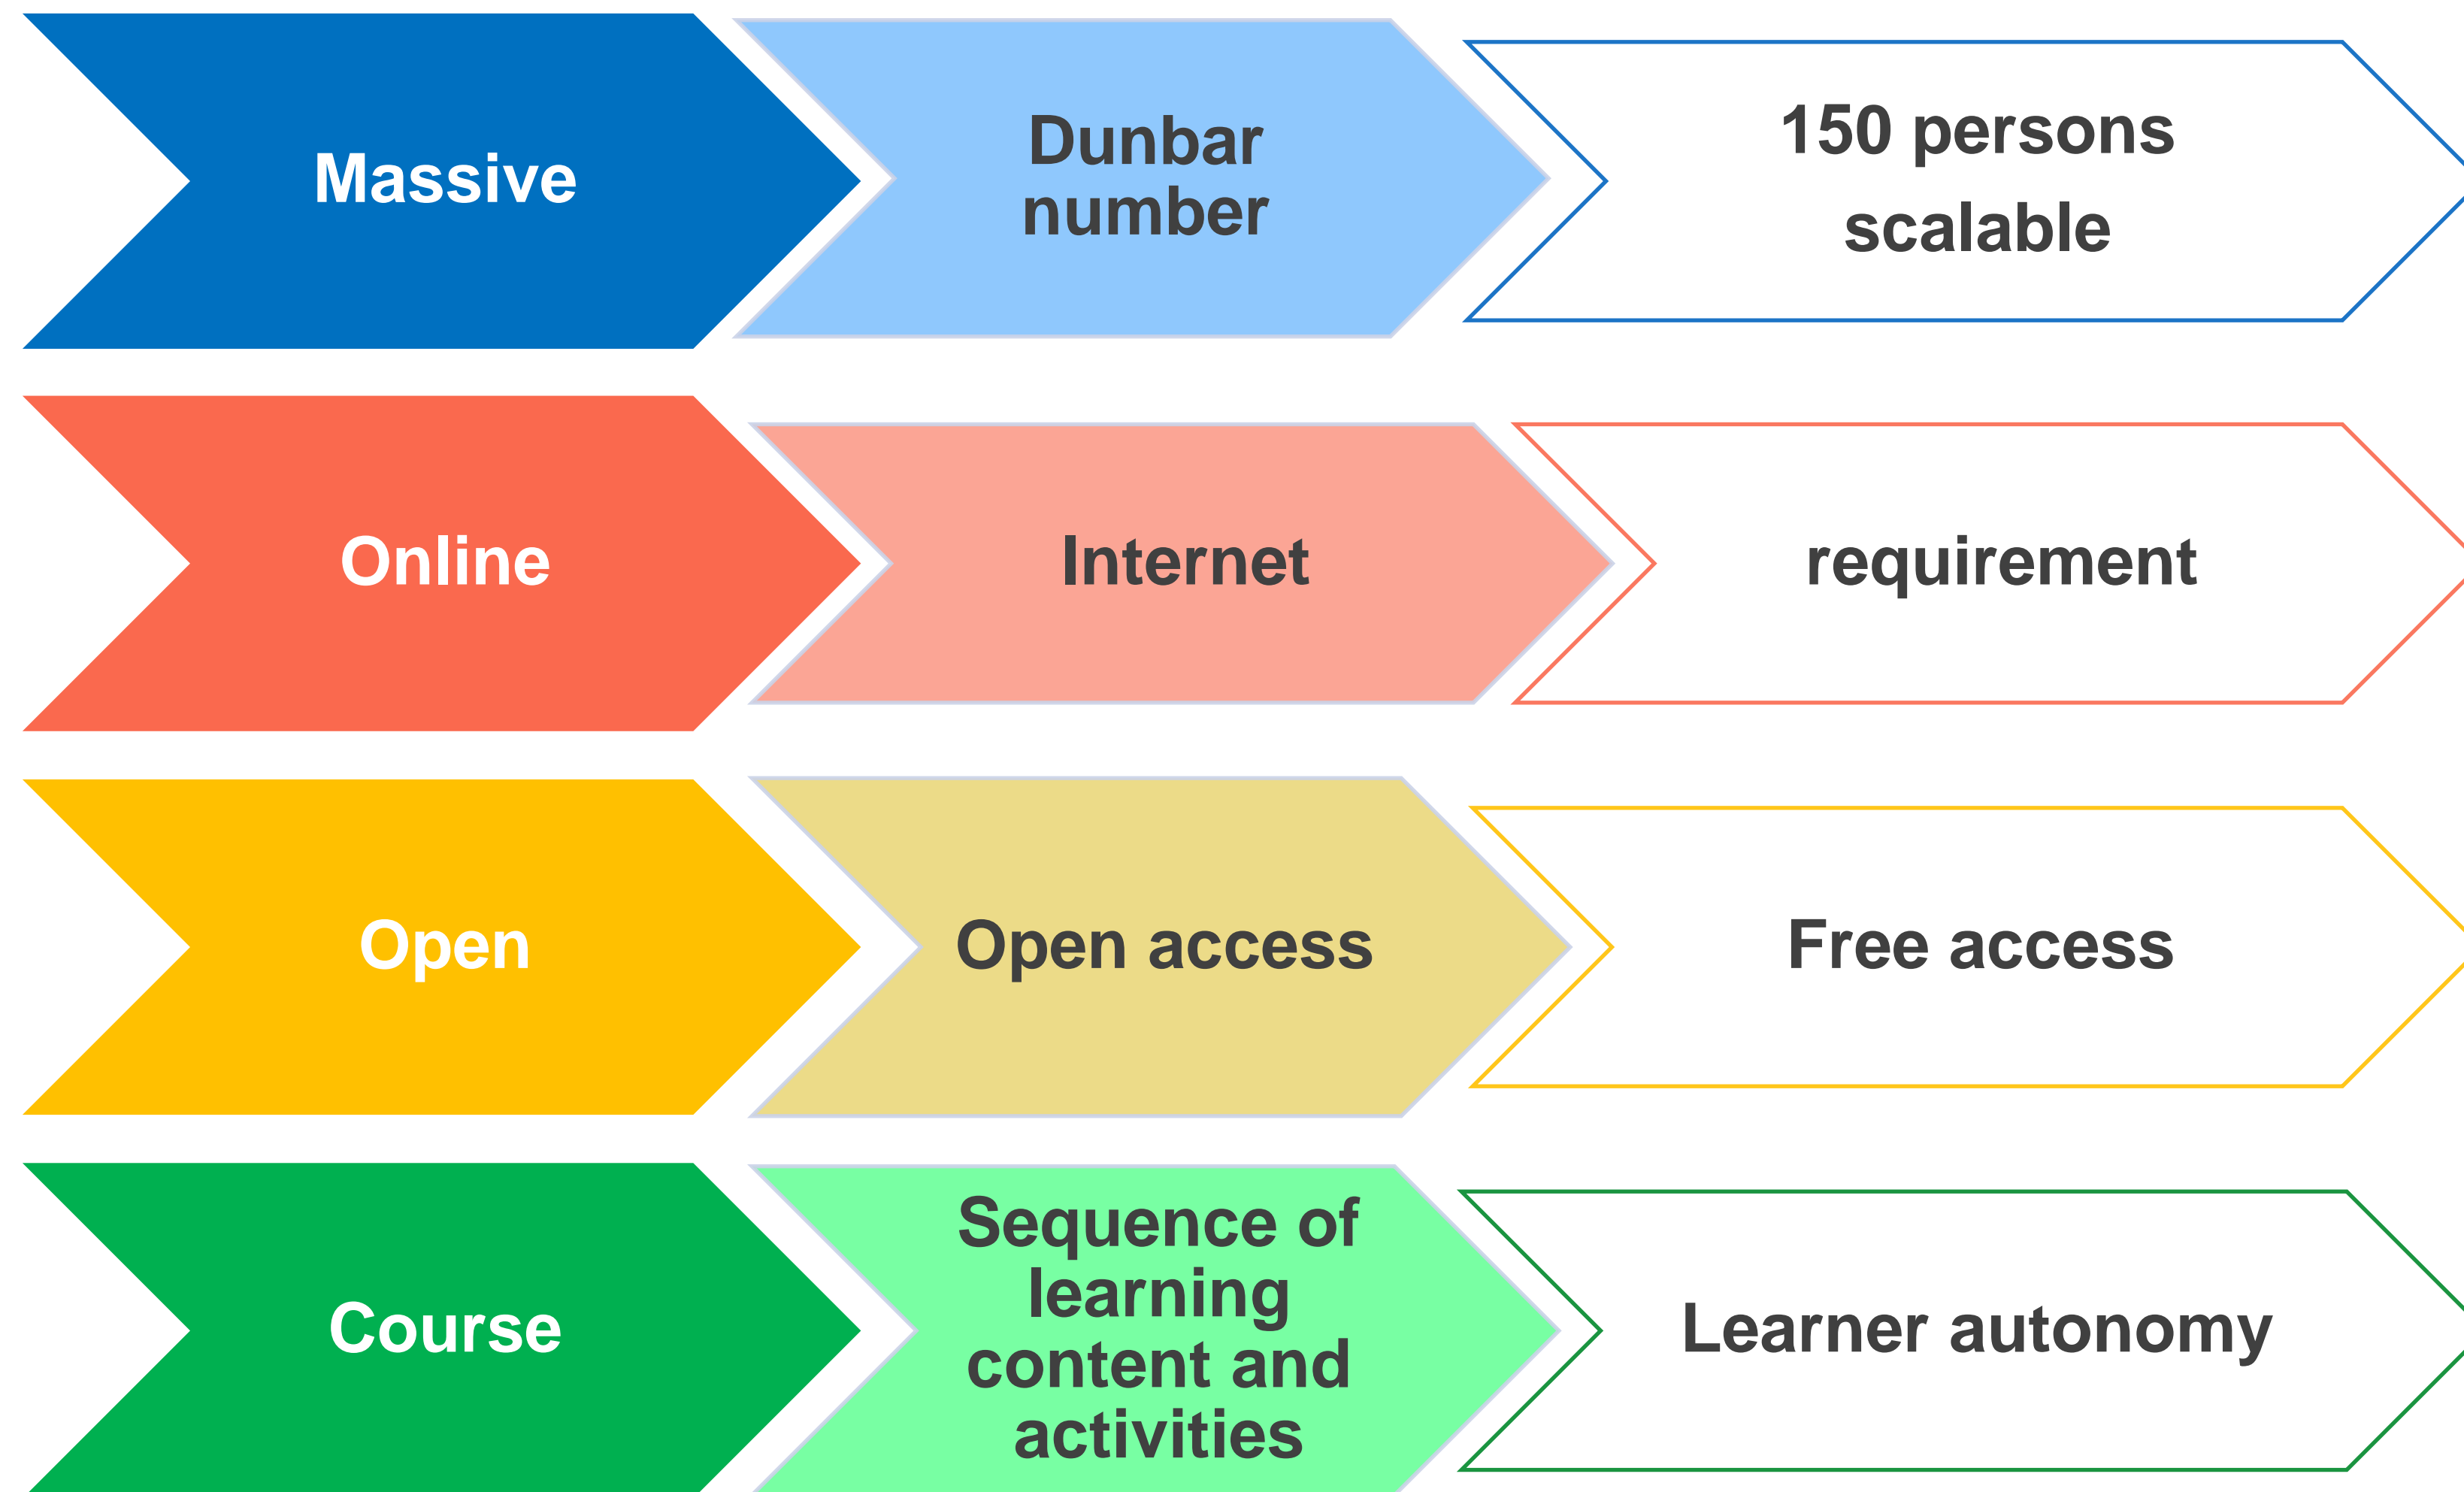 Massive
Dunbar
number
150 persons
scalable
Online
Internet
requirement
Open
Open access
Free access
Course
Sequence of
learning
content and
activities
Learner autonomy